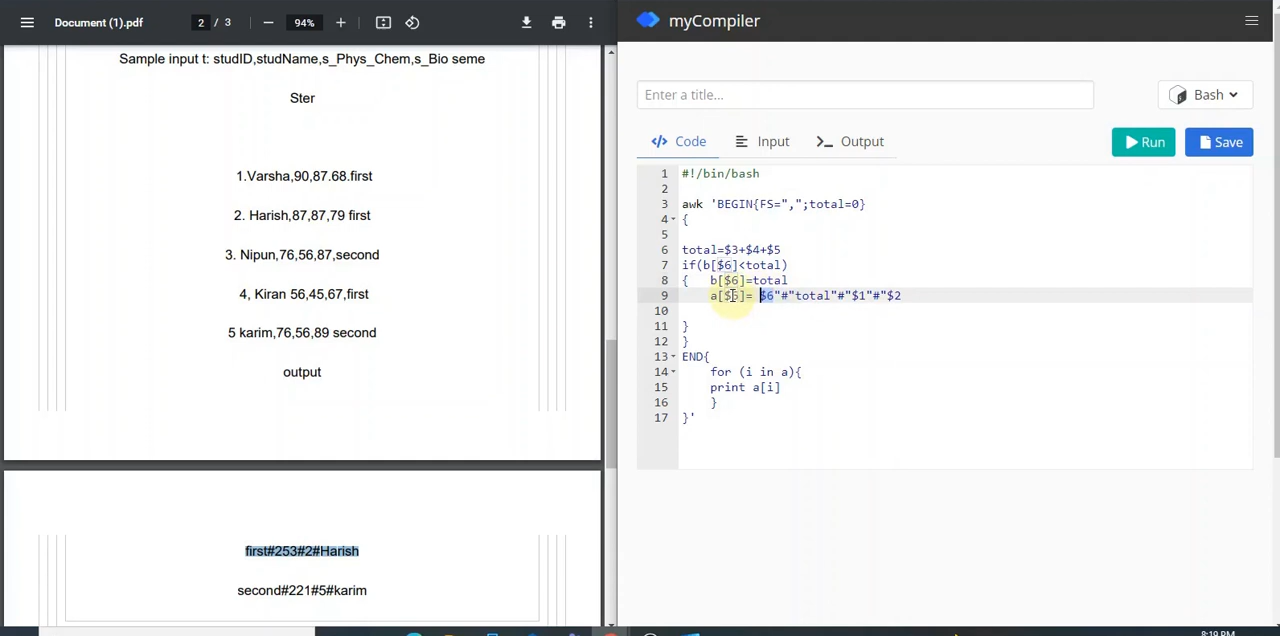 Document (1).pdf
2 / 3
94%
Sample input t: studID,studName,s_Phys_Chem,s_Bio seme
Ster
1.Varsha,90,87.68.first
2. Harish,87,87,79 first
3. Nipun,76,56,87,second
4, Kiran 56,45,67,first
5 karim,76,56,89 second
output
first#253#2#Harish
second#221#5#karim
myCompiler
Enter a title...
Bash
Code
Input
Output
Run
Save
1 #!/bin/bash
2
3 awk 'BEGIN{FS=",";total=0}
4 {
5
6 total=$3+$4+$5
7 if(b[$6]<total)
8 { b[$6]=total
9 a[$6]= $6"#"total"#"$1"#"$2
10
11 }
12 }
13 END{
14 for (i in a){
15 print a[i]
16 }
17 }'
8:19 PM